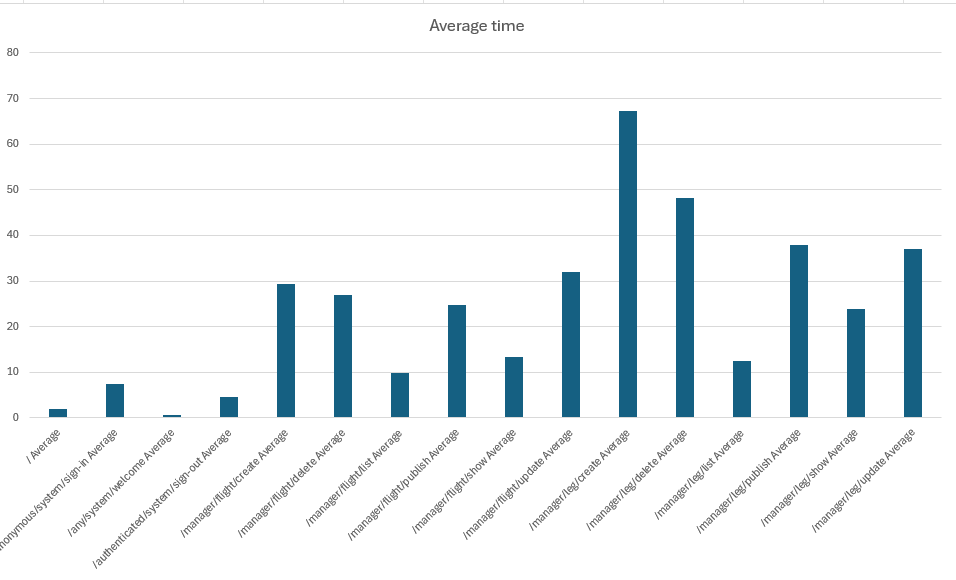 Average time
80
70
60
50
40
30
20
10
0
/ Average
nonymous/system/sign-in Average
/any/system/welcome Average
/authenticated/system/sign-out Average
/manager/flight/create Average
/manager/flight/delete Average
/manager/flight/list Average
/manager/flight/publish Average
/manager/flight/show Average
/manager/flight/update Average
/manager/leg/create Average
/manager/leg/delete Average
/manager/leg/list Average
/manager/leg/publish Average
/manager/leg/show Average
/manager/leg/update Average